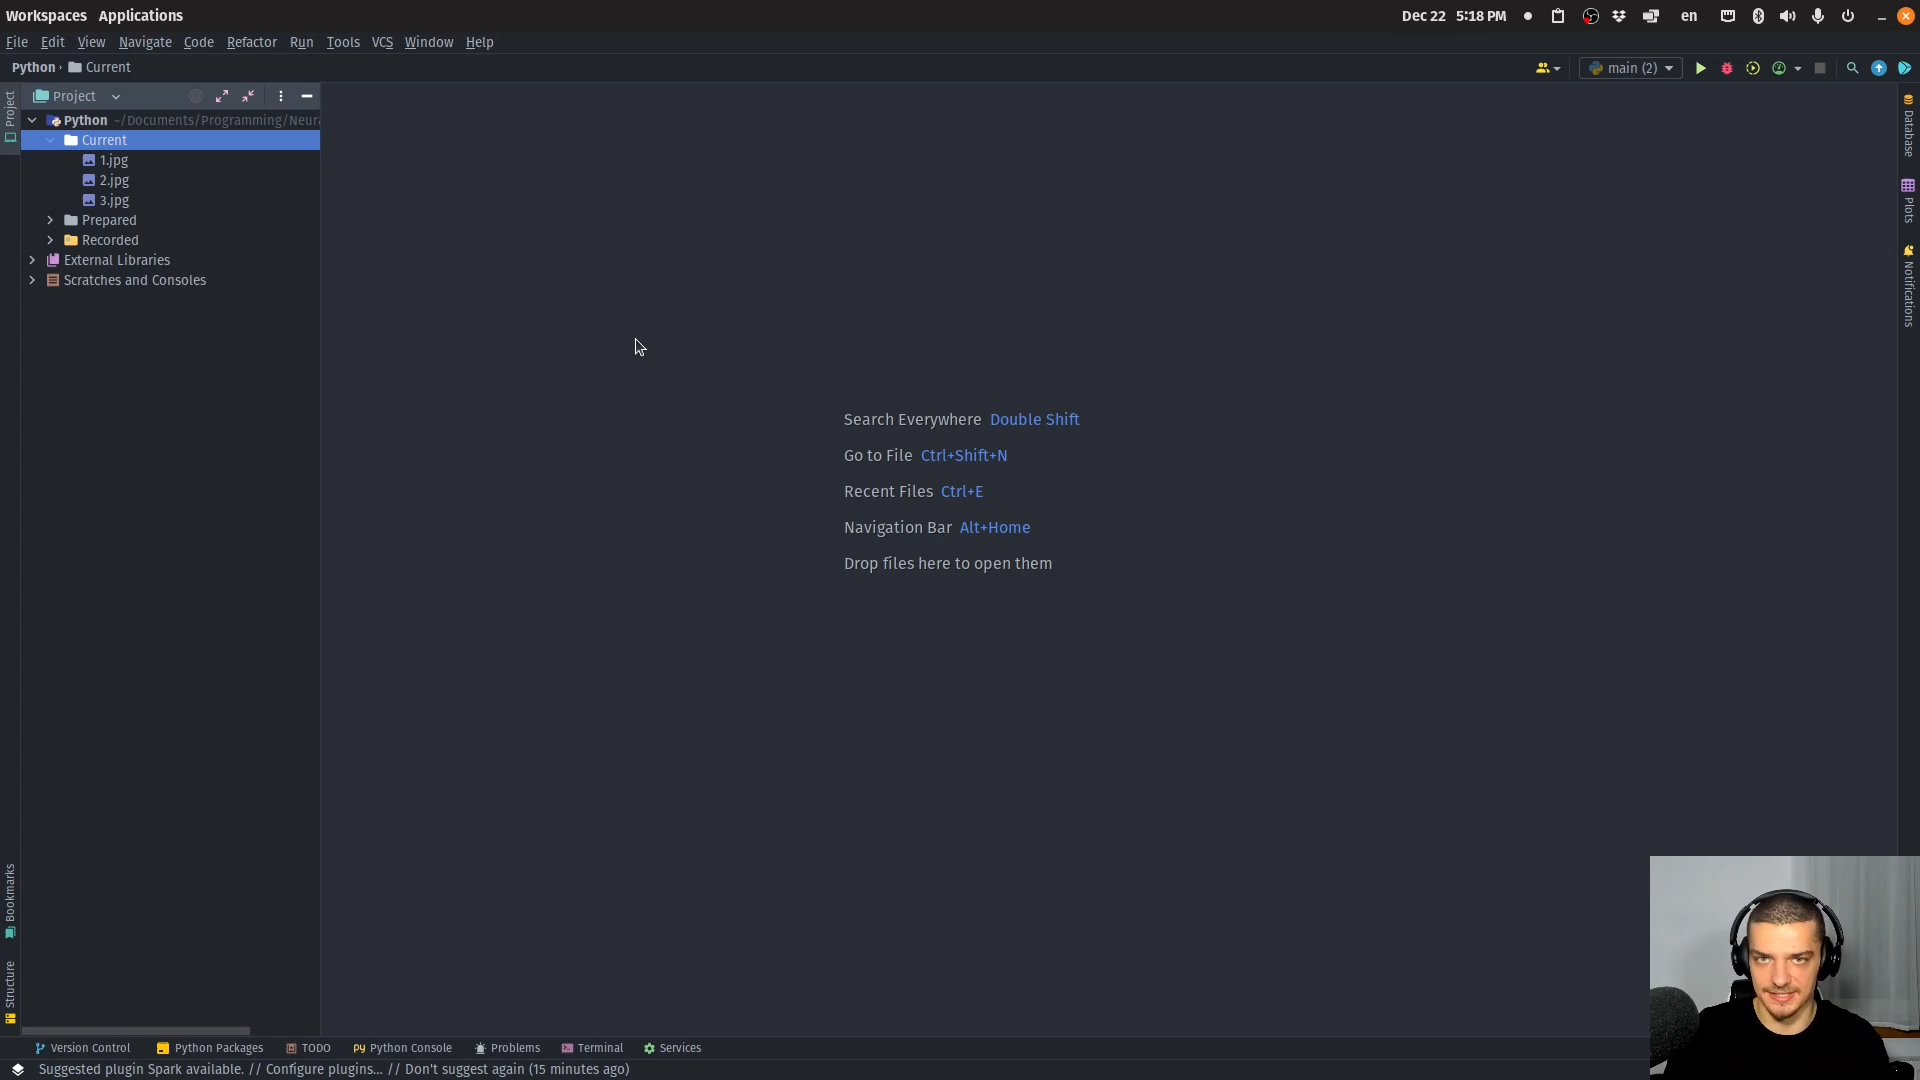 Workspaces Applications
Dec 22 5:18 PM
en
File Edit View Navigate Code Refactor Run Tools VCS Window Help
Python › Current
main (2)
Project
Project
Python ~/Documents/Programming/Neur
Current
1.jpg
2.jpg
3.jpg
Prepared
Recorded
External Libraries
Scratches and Consoles
Search Everywhere Double Shift
Go to File Ctrl+Shift+N
Recent Files Ctrl+E
Navigation Bar Alt+Home
Drop files here to open them
Database
Plots
Notifications
Bookmarks
Structure
Version Control
Python Packages
TODO
Python Console
Problems
Terminal
Services
Suggested plugin Spark available. // Configure plugins... // Don't suggest again (15 minutes ago)